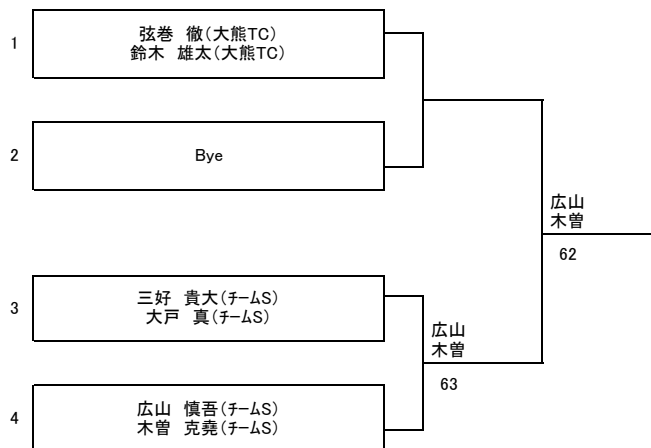 1
弦巻　徹（大熊TC）
鈴木　雄太（大熊TC）
2
Bye
広山
木曽
62
3
三好　貴大（ﾁｰﾑS）
大戸　真（ﾁｰﾑS）
広山
木曽
63
4
広山　慎吾（ﾁｰﾑS）
木曽　克堯（ﾁｰﾑS）